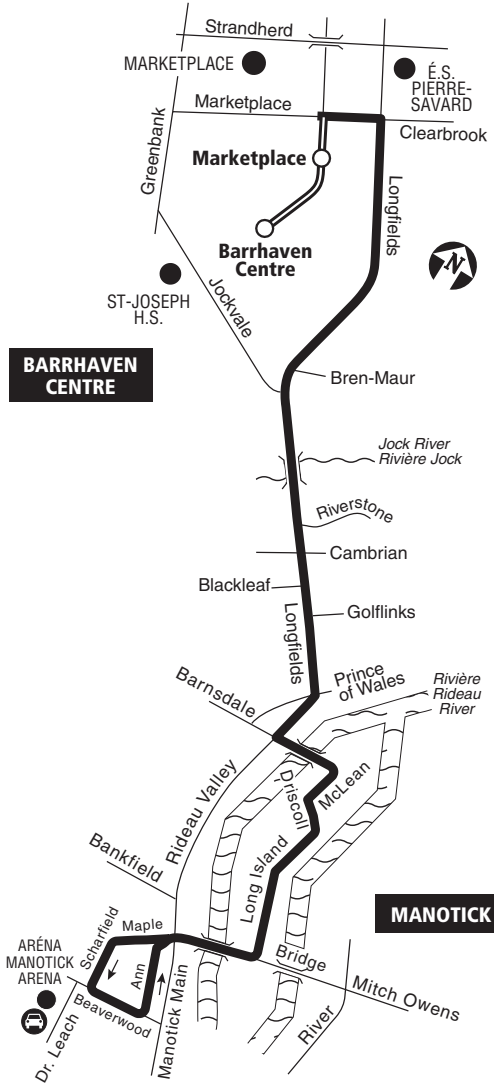 Strandherd
MARKETPLACE
É.S.
PIERRE-
SAVARD
Marketplace
Clearbrook
Greenbank
Marketplace
Longfields
Barrhaven
Centre
N
ST-JOSEPH
H.S.
Jockvale
BARRHAVEN
CENTRE
Bren-Maur
Jock River
Rivière Jock
Riverstone
Cambrian
Blackleaf
Golflinks
Longfields
Prince
of Wales
Barnsdale
Rivière
Rideau
River
Rideau Valley
Driscoll
McLean
Bankfield
Long Island
MANOTICK
Scharfield
Maple
ARÉNA
MANOTICK
ARENA
Ann
Bridge
Mitch Owens
Beaverwood
Manotick Main
River
Dr. Leach